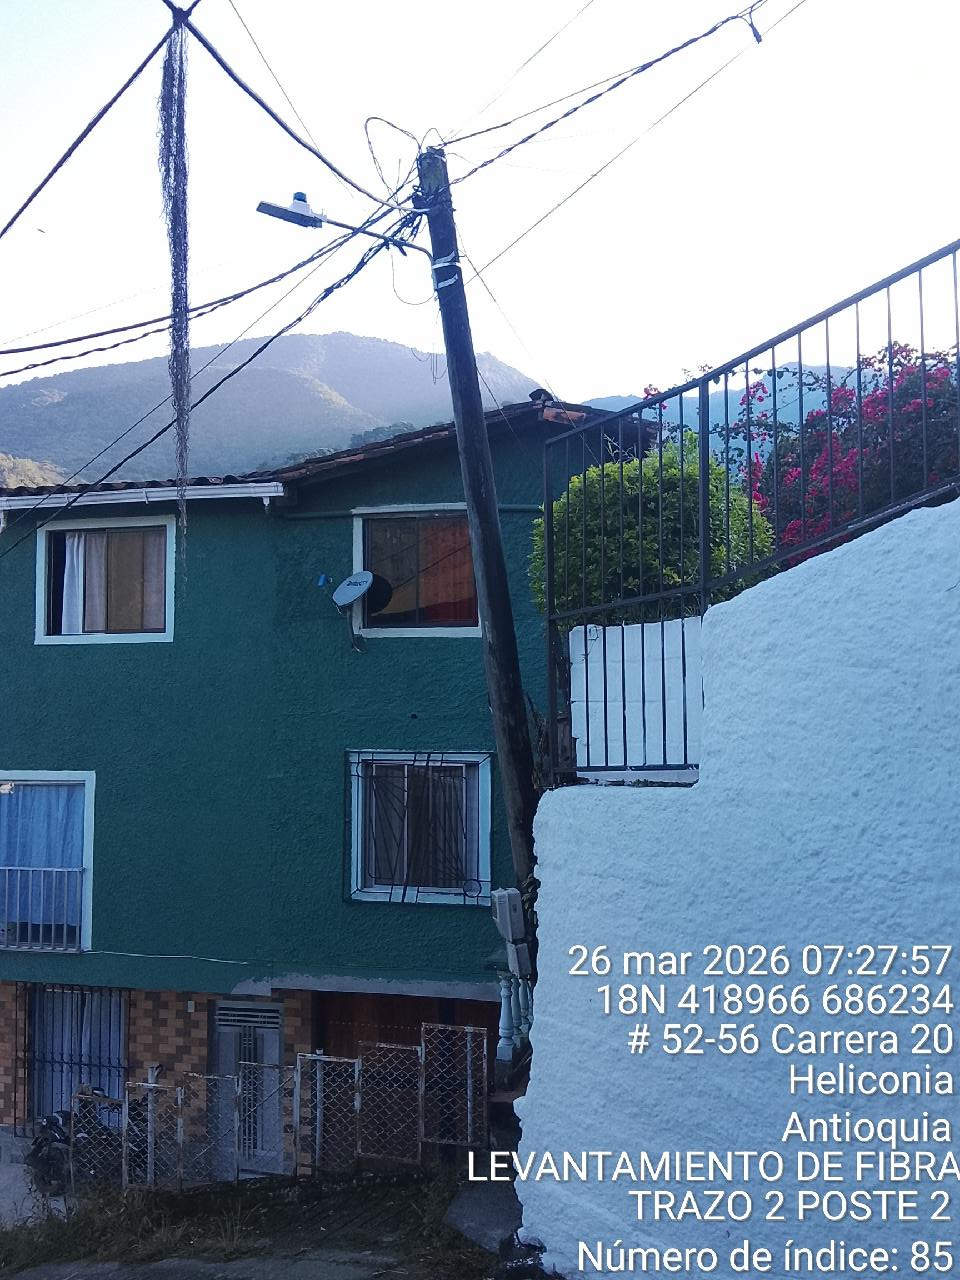 DIRECTV
26 mar 2026 07:27:57
18N 418966 686234
# 52-56 Carrera 20
Heliconia
Antioquia
LEVANTAMIENTO DE FIBRA
TRAZO 2 POSTE 2
Número de índice: 85